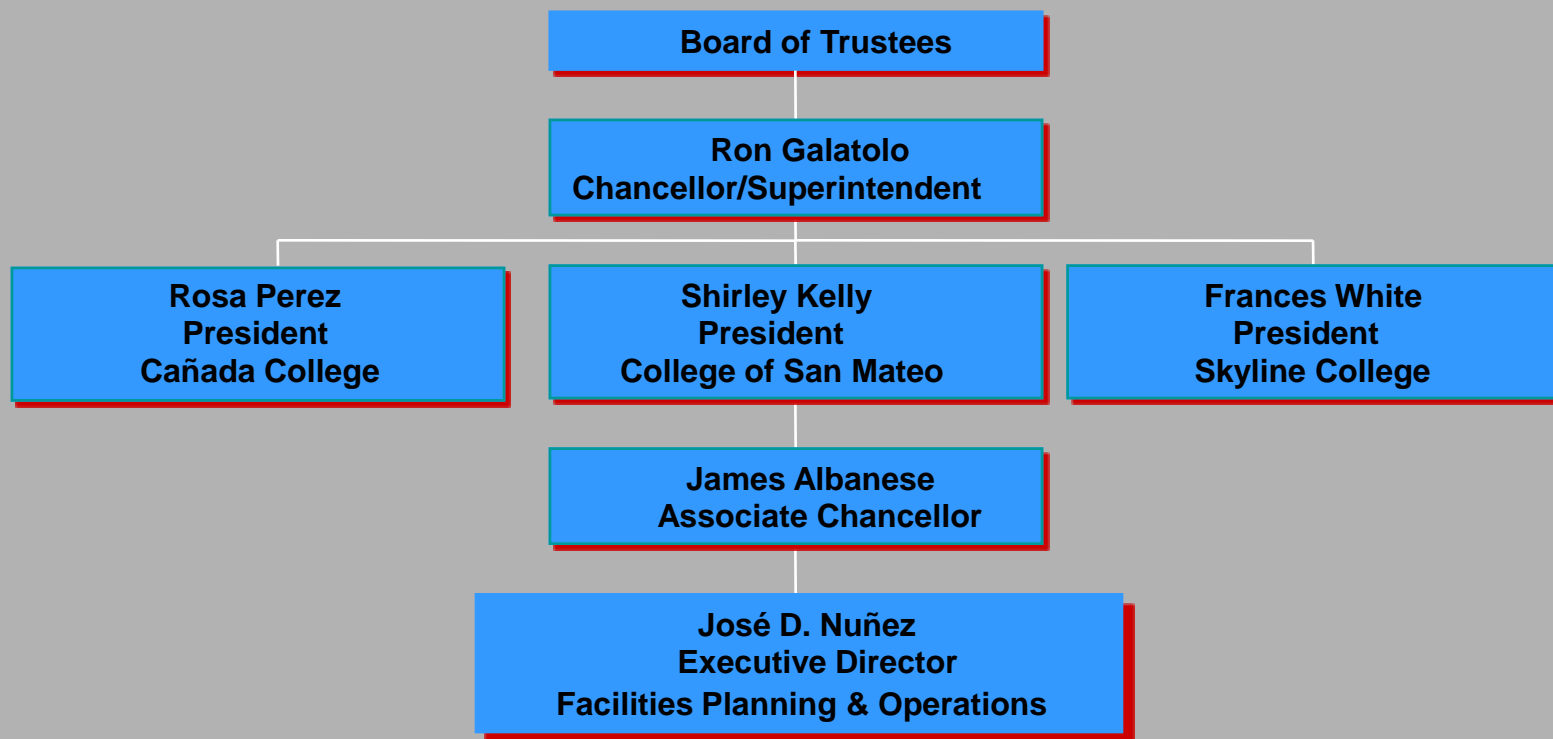 Board of Trustees
Ron Galatolo
Chancellor/Superintendent
Rosa Perez
President
Cañada College
Shirley Kelly
President
College of San Mateo
Frances White
President
Skyline College
James Albanese
Associate Chancellor
José D. Nuñez
Executive Director
Facilities Planning & Operations